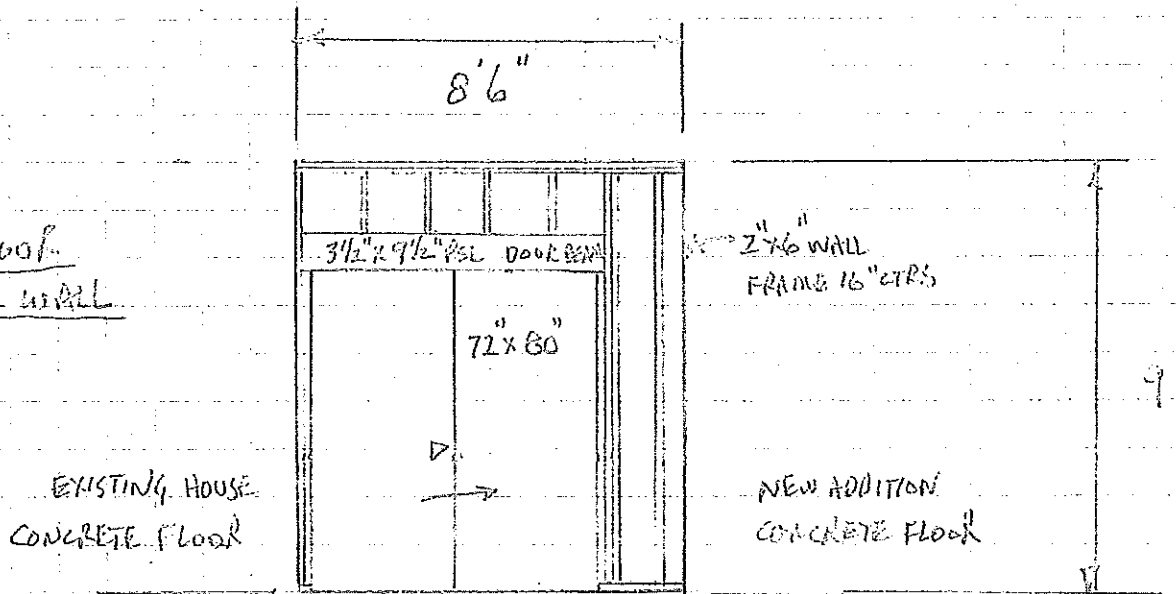 8'6"
WALL
3½"x 9½" PSL DOOR BEAM
2"x6" WALL
FRAME 16" CTRS
72"x 80"
9
EXISTING HOUSE
CONCRETE FLOOR
NEW ADDITION
CONCRETE FLOOR